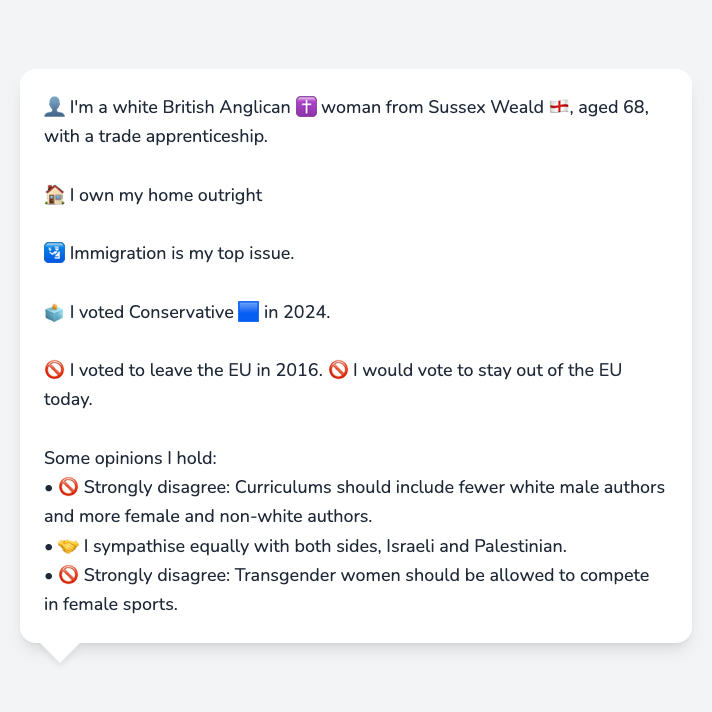 👤 I'm a white British Anglican ✝️ woman from Sussex Weald 🏴󠁧󠁢󠁥󠁮󠁧󠁿, aged 68,
with a trade apprenticeship.
🏠 I own my home outright
🛂 Immigration is my top issue.
🗳️ I voted Conservative 🟦 in 2024.
🚫 I voted to leave the EU in 2016. 🚫 I would vote to stay out of the EU
today.
Some opinions I hold:
• 🚫 Strongly disagree: Curriculums should include fewer white male authors
and more female and non-white authors.
• 🤝 I sympathise equally with both sides, Israeli and Palestinian.
• 🚫 Strongly disagree: Transgender women should be allowed to compete
in female sports.